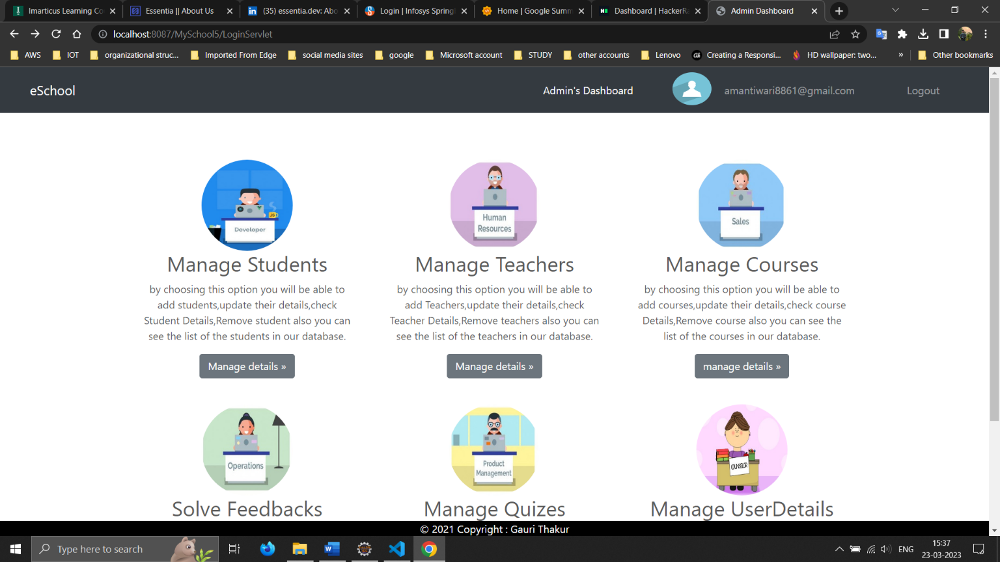 Imarticus Learning Co
Essentia || About Us
(35) essentia.dev: Abo
Login | Infosys Spring
Home | Google Summ
Dashboard | HackerRa
Admin Dashboard
localhost:8087/MySchool5/LoginServlet
AWS
IOT
organizational struc...
Imported From Edge
social media sites
google
Microsoft account
STUDY
other accounts
Lenovo
Creating a Responsi...
HD wallpaper: two...
»
Other bookmarks
eSchool
Admin's Dashboard
amantiwari8861@gmail.com
Logout
Developer
JS
Human
Resources
Sales
Manage Students
Manage Teachers
Manage Courses
by choosing this option you will be able to
add students,update their details,check
Student Details,Remove student also you can
see the list of the students in our database.
by choosing this option you will be able to
add Teachers,update their details,check
Teacher Details,Remove teachers also you can
see the list of the teachers in our database.
by choosing this option you will be able to
add courses,update their details,check course
Details,Remove course also you can see the
list of the courses in our database.
Manage details »
Manage details »
manage details »
Operations
Product
Management
COUNSELOR
Solve Feedbacks
Manage Quizes
Manage UserDetails
© 2021 Copyright : Gauri Thakur
Type here to search
ENG
15:37
23-03-2023